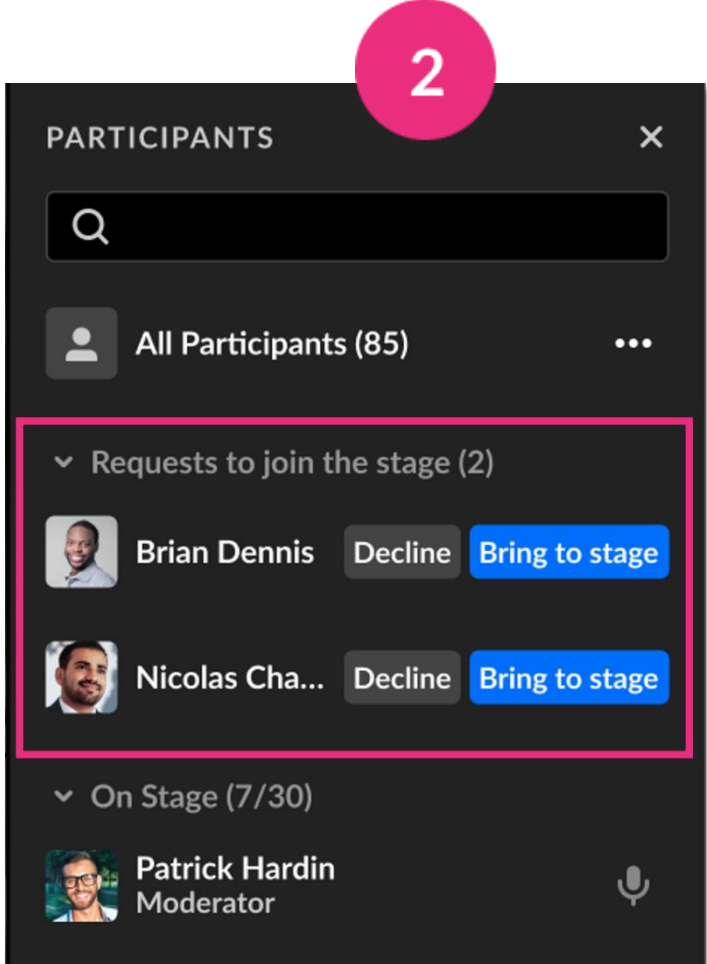 2
PARTICIPANTS
All Participants (85)
Requests to join the stage (2)
Brian Dennis Decline Bring to stage
Nicolas Cha... Decline Bring to stage
On Stage (7/30)
Patrick Hardin
Moderator